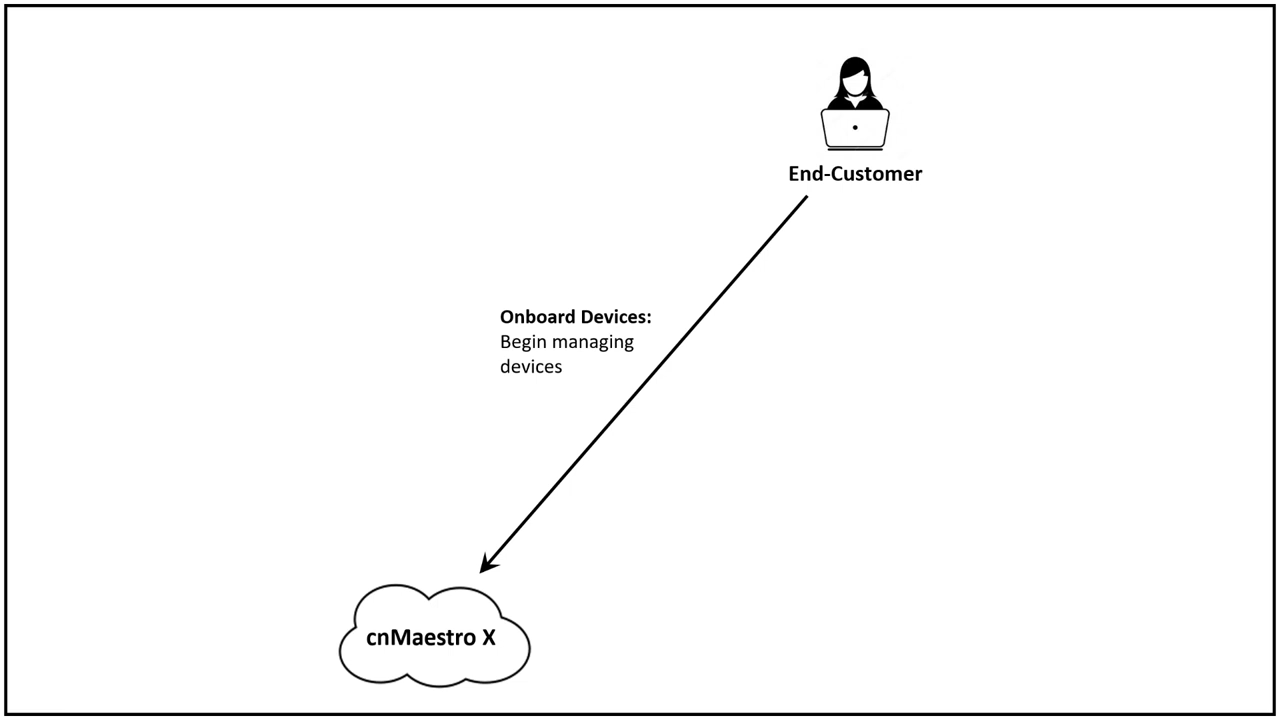 End-Customer
Onboard Devices:
Begin managing
devices
cnMaestro X